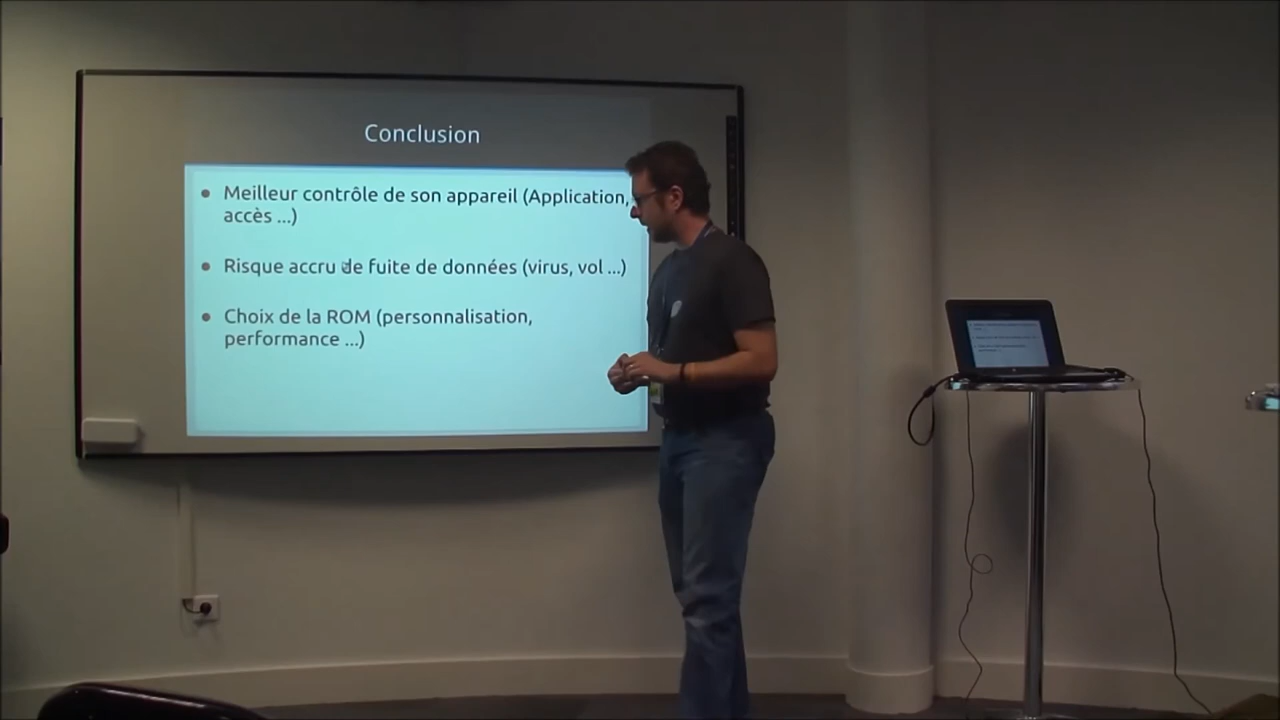 Conclusion
Meilleur contrôle de son appareil (Application,
accès ...)
Risque accru de fuite de données (virus, vol ...)
Choix de la ROM (personnalisation,
performance ...)